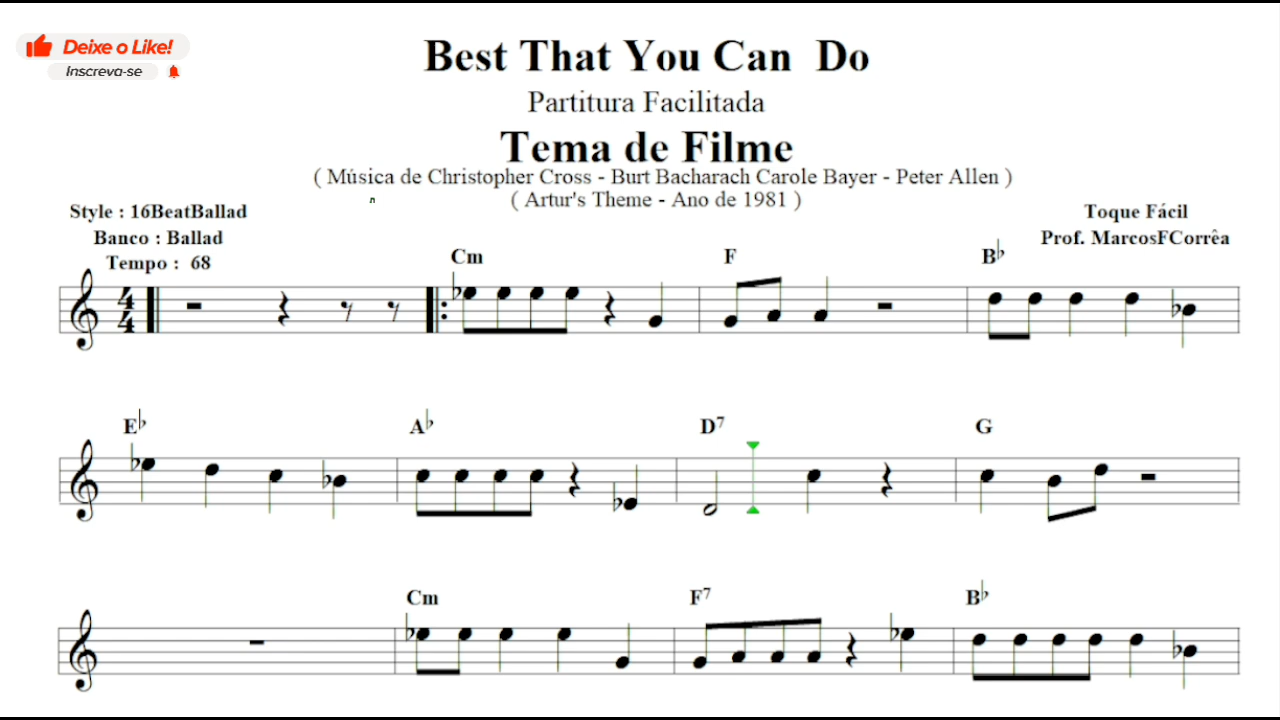 Deixe o Like!
Inscreva-se
Best That You Can Do
Partitura Facilitada
Tema de Filme
( Música de Christopher Cross - Burt Bacharach Carole Bayer - Peter Allen )
( Artur's Theme - Ano de 1981 )
Style : 16BeatBallad
Banco : Ballad
Tempo : 68
Toque Fácil
Prof. MarcosFCorrêa
Cm F B♭
4
4
E♭ A♭ D7 G
Cm F7 B♭